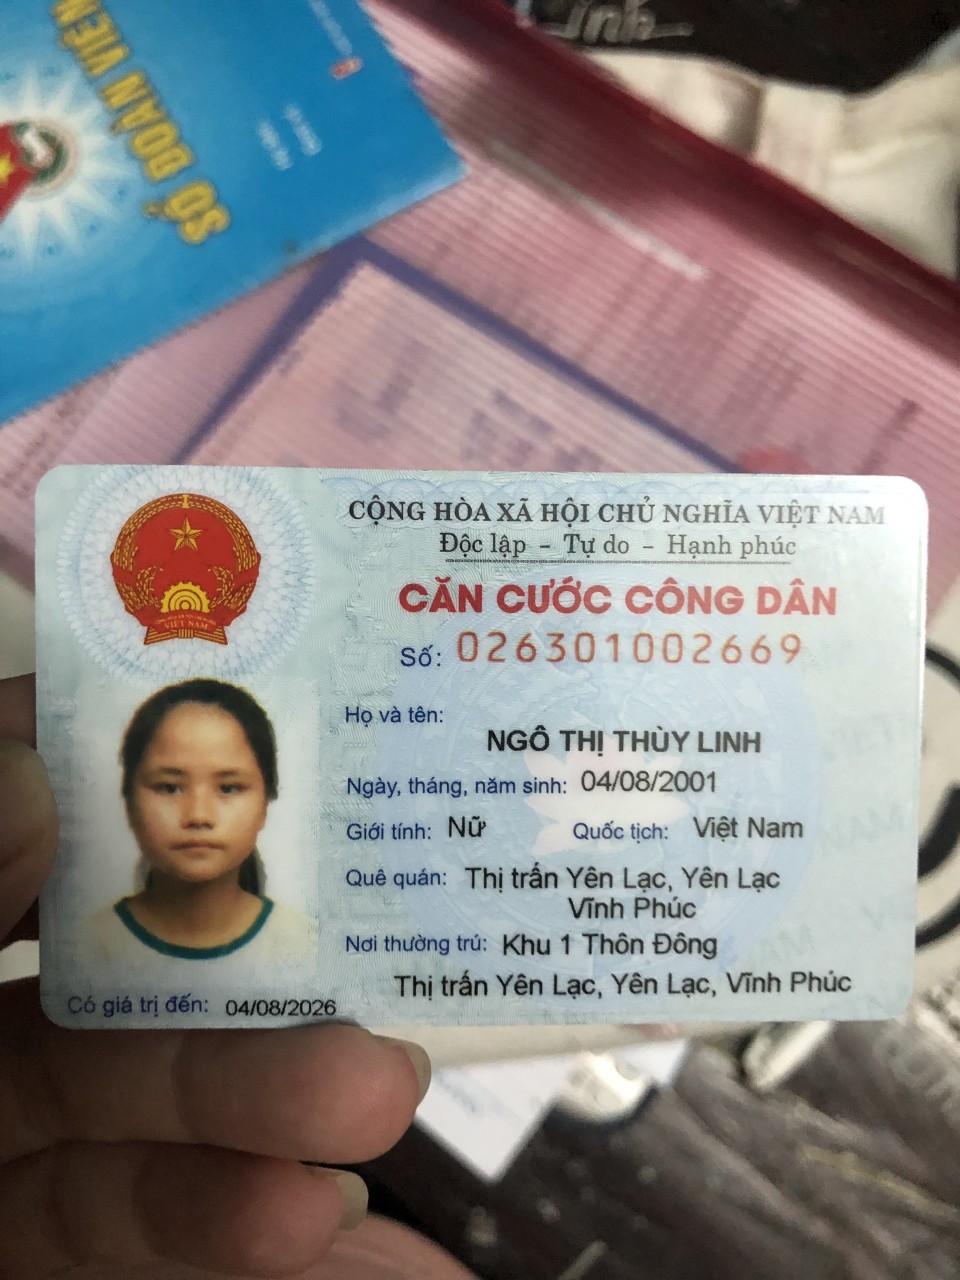 SỔ ĐOÀN VIÊN
CỘNG HÒA XÃ HỘI CHỦ NGHĨA VIỆT NAM
Độc lập - Tự do - Hạnh phúc
CĂN CƯỚC CÔNG DÂN
Số: 026301002669
Họ và tên:
NGÔ THỊ THÙY LINH
Ngày, tháng, năm sinh: 04/08/2001
Giới tính: Nữ Quốc tịch: Việt Nam
Quê quán: Thị trấn Yên Lạc, Yên Lạc
Vĩnh Phúc
Nơi thường trú: Khu 1 Thôn Đông
Thị trấn Yên Lạc, Yên Lạc, Vĩnh Phúc
Có giá trị đến: 04/08/2026
VIỆT NAM